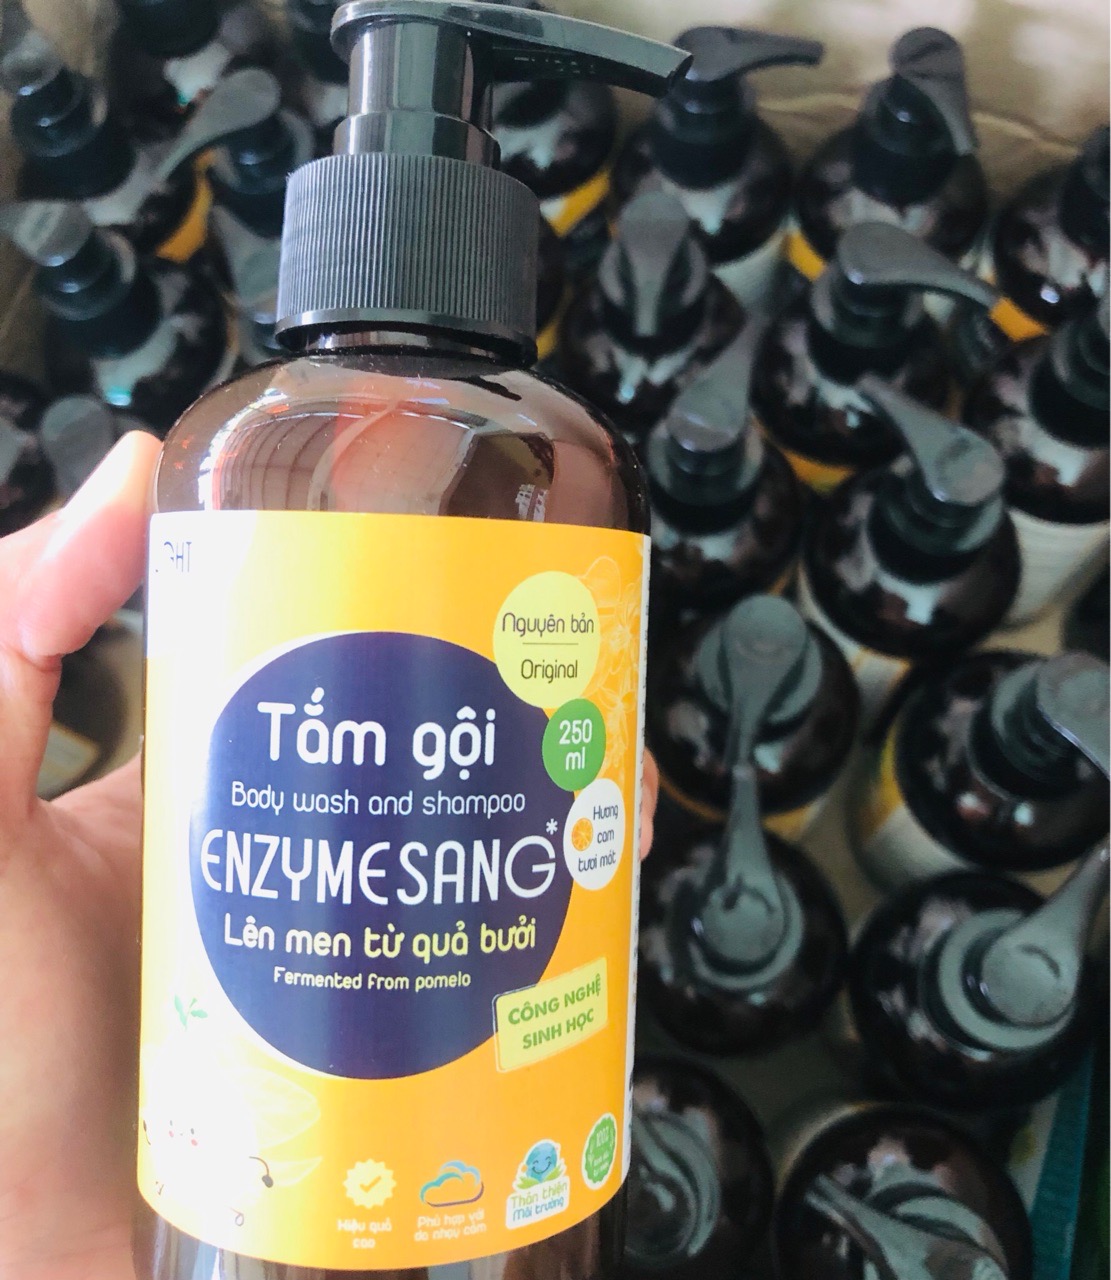 Nguyên bản
Original
Tắm gội
250
ml
Body wash and shampoo
Hương
cam
tươi mát
ENZYMESANG*
Lên men từ quả bưởi
Fermented from pomelo
CÔNG NGHỆ
SINH HỌC
Hiệu quả
cao
Phù hợp với
da nhạy cảm
Thân thiện
Môi trường